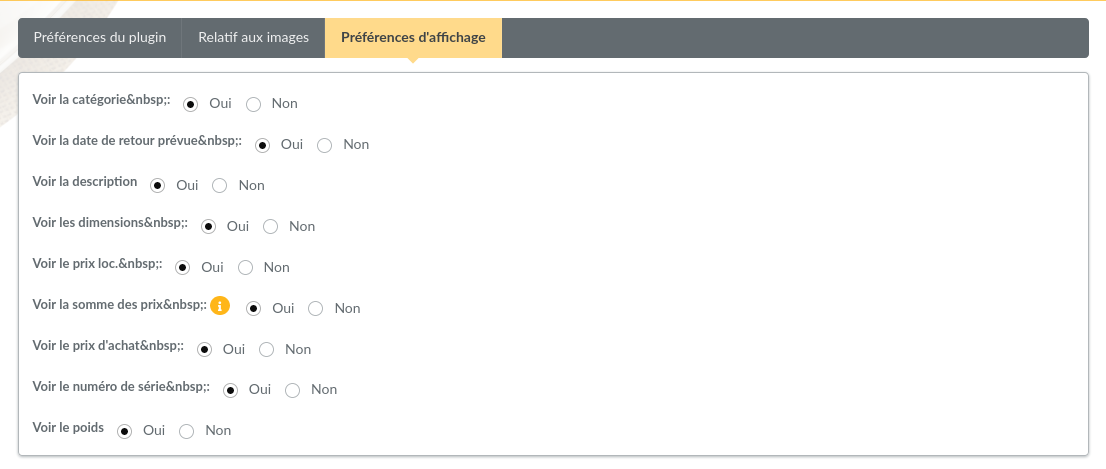 Préférences du plugin Relatif aux images Préférences d'affichage
Voir la catégorie&nbsp;: Oui Non
Voir la date de retour prévue&nbsp;: Oui Non
Voir la description Oui Non
Voir les dimensions&nbsp;: Oui Non
Voir le prix loc.&nbsp;: Oui Non
Voir la somme des prix&nbsp;: i Oui Non
Voir le prix d'achat&nbsp;: Oui Non
Voir le numéro de série&nbsp;: Oui Non
Voir le poids Oui Non